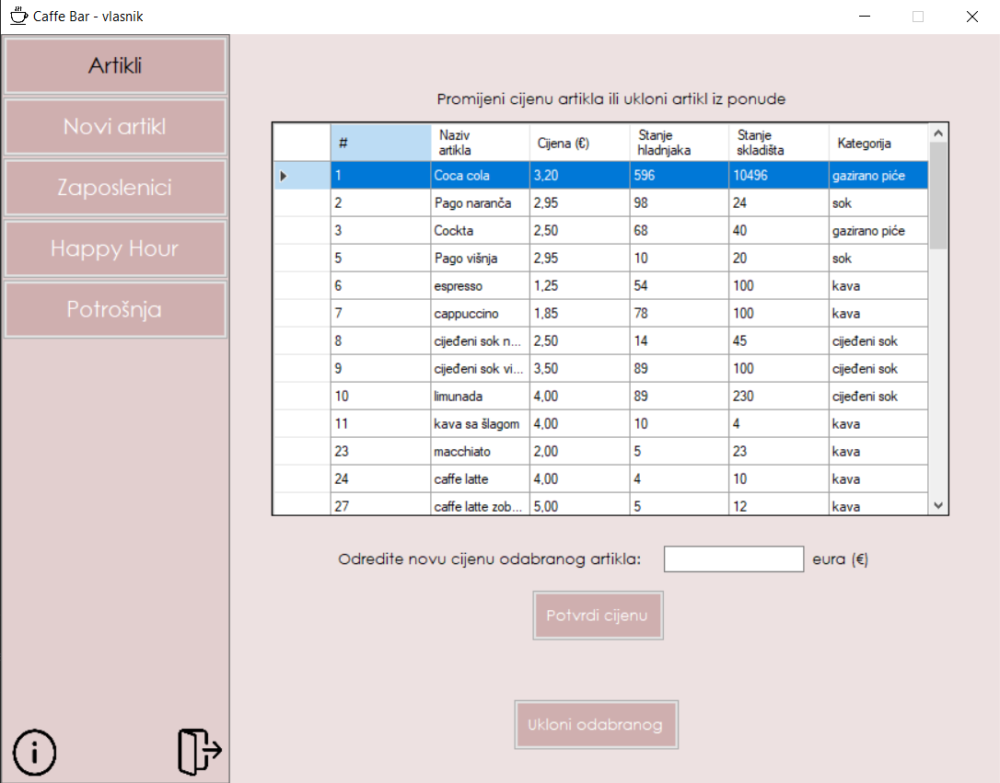 Caffe Bar - vlasnik
Artikli
Novi artikl
Zaposlenici
Happy Hour
Potrošnja
Promijeni cijenu artikla ili ukloni artikl iz ponude
# Naziv artikla Cijena (€) Stanje hladnjaka Stanje skladišta Kategorija
1 Coca cola 3,20 596 10496 gazirano piće
2 Pago naranča 2,95 98 24 sok
3 Cockta 2,50 68 40 gazirano piće
5 Pago višnja 2,95 10 20 sok
6 espresso 1,25 54 100 kava
7 cappuccino 1,85 78 100 kava
8 cijeđeni sok n... 2,50 14 45 cijeđeni sok
9 cijeđeni sok vi... 3,50 89 100 cijeđeni sok
10 limunada 4,00 89 230 cijeđeni sok
11 kava sa šlagom 4,00 10 4 kava
23 macchiato 2,00 5 23 kava
24 caffe latte 4,00 4 10 kava
27 caffe latte zob... 5,00 5 12 kava
Odredite novu cijenu odabranog artikla: eura (€)
Potvrdi cijenu
Ukloni odabranog